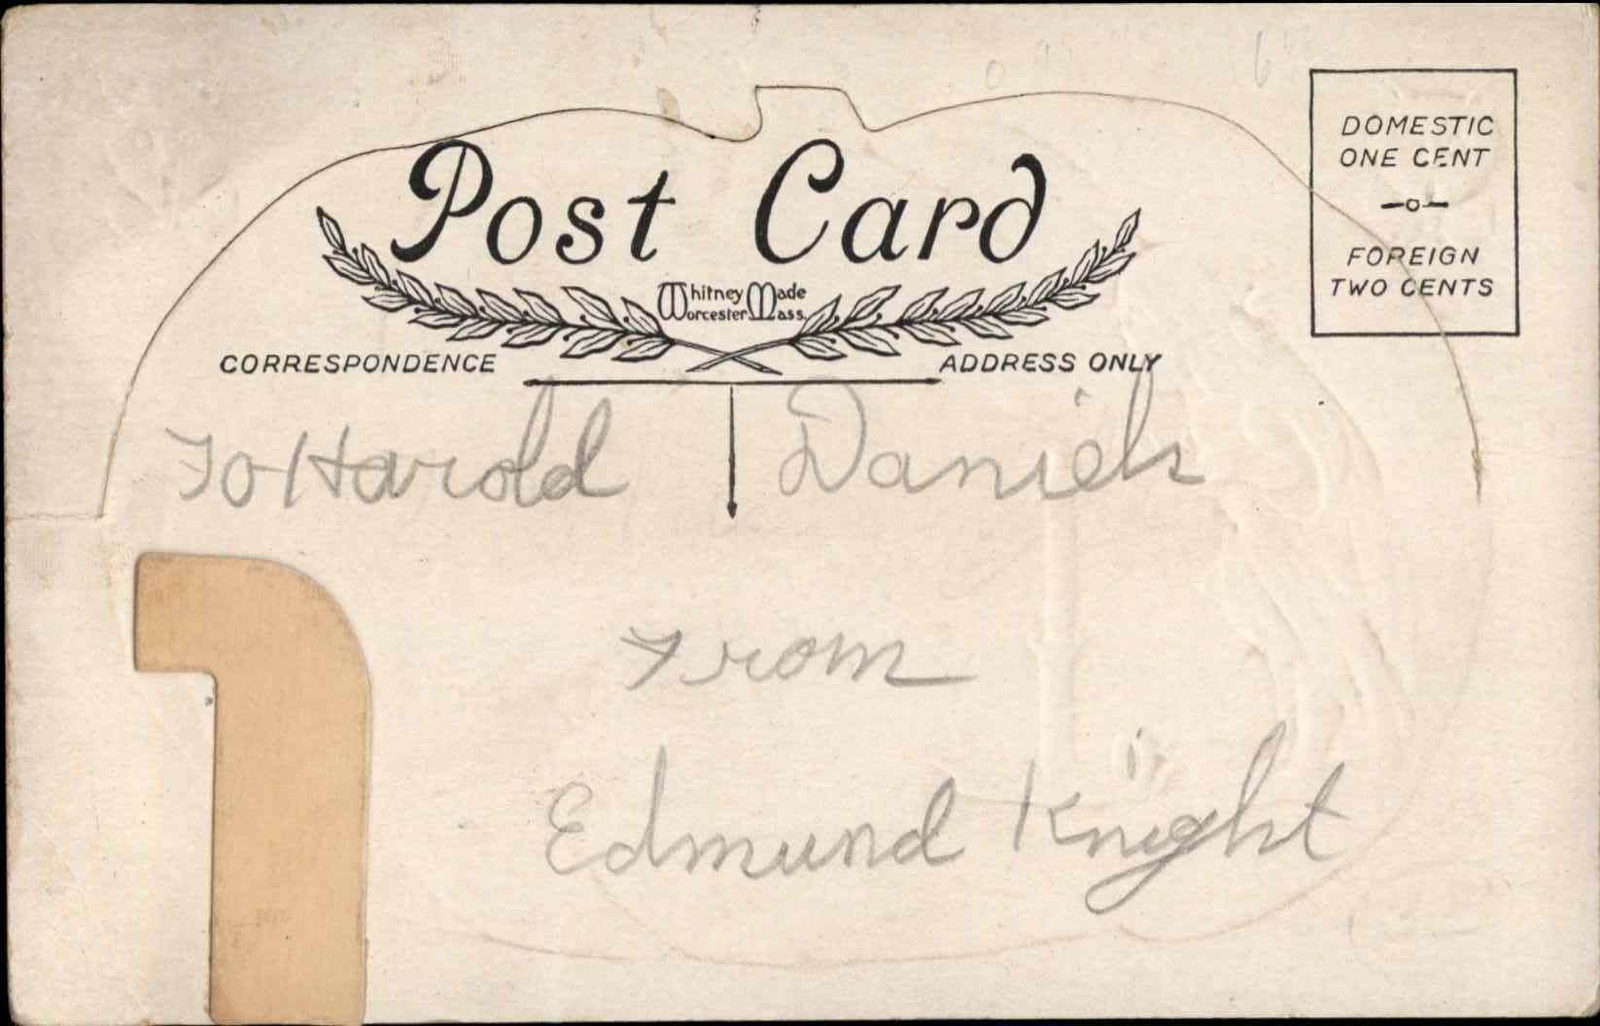 Post Card
Whitney Made
Worcester Mass.
DOMESTIC
ONE CENT
FOREIGN
TWO CENTS
CORRESPONDENCE
ADDRESS ONLY
To Harold Daniels
From
Edmund Knight